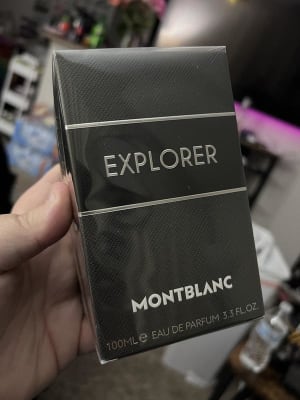 EXPLORER
MONTBLANC
100ML ℮ EAU DE PARFUM 3.3 FL.OZ.